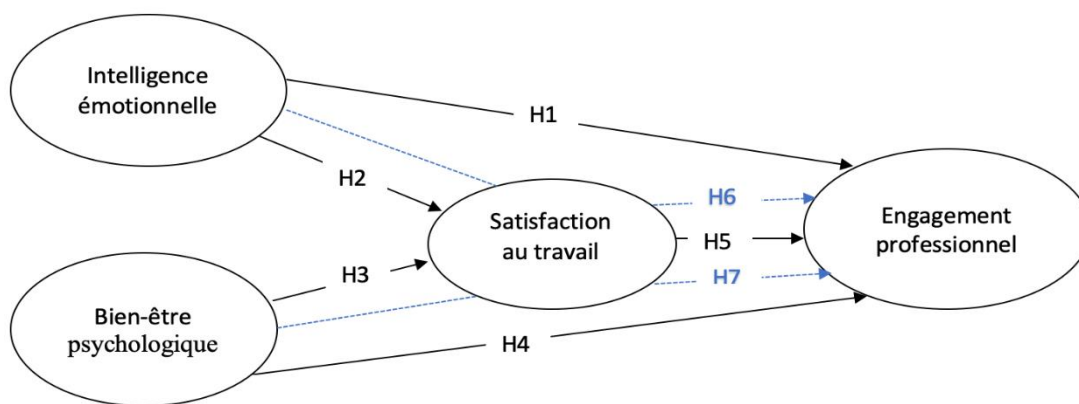 Intelligence
émotionnelle
H1
H2
Satisfaction
au travail
H6
H5
H7
Engagement
professionnel
H3
Bien-être
psychologique
H4